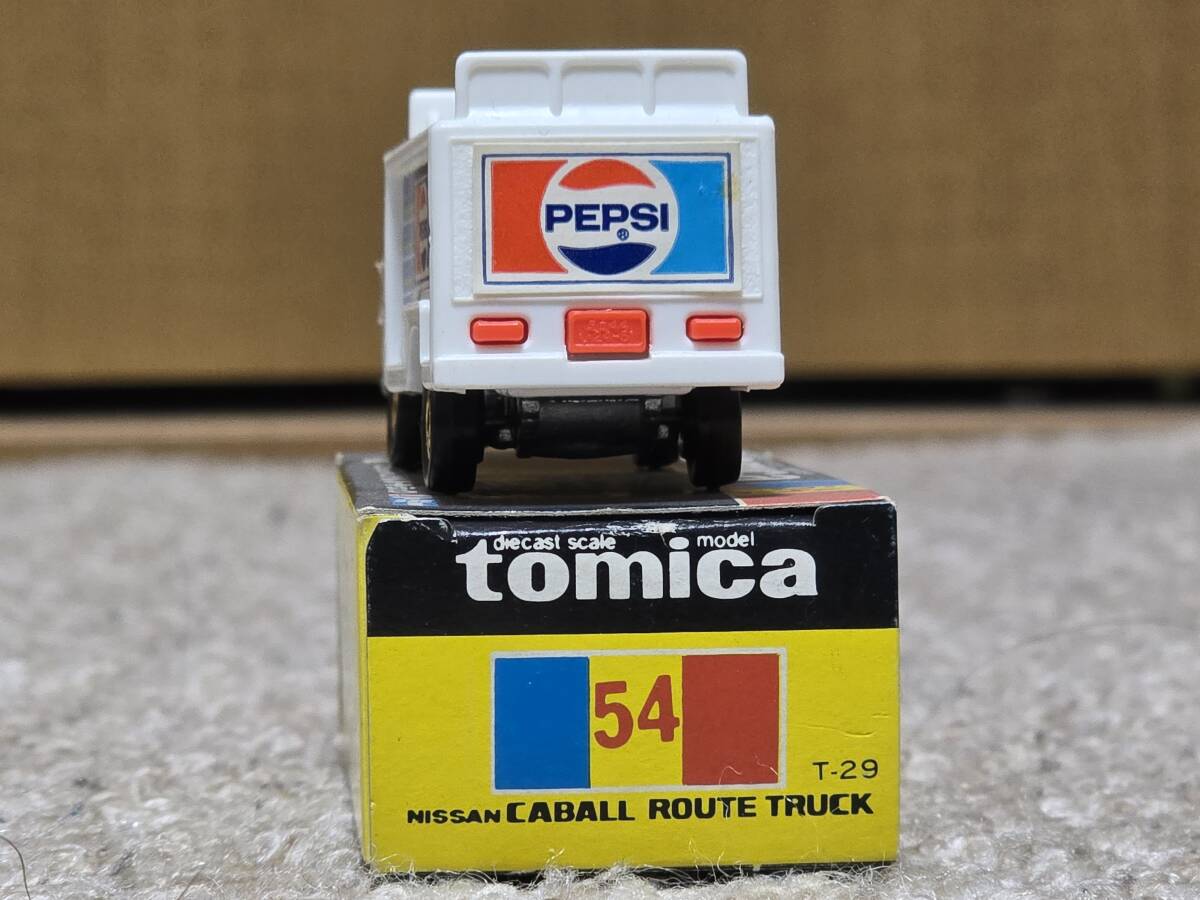 PEPSI
®
diecast scale model
tomica
54
T-29
NISSAN CABALL ROUTE TRUCK